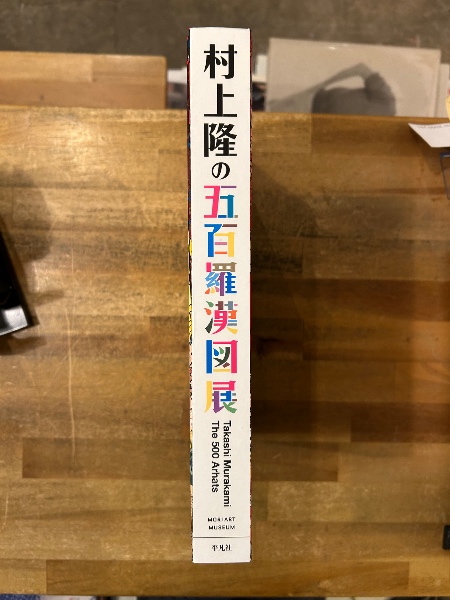 村上隆の五百羅漢図展
Takashi Murakami
The 500 Arhats
MORI ART
MUSEUM
平凡社